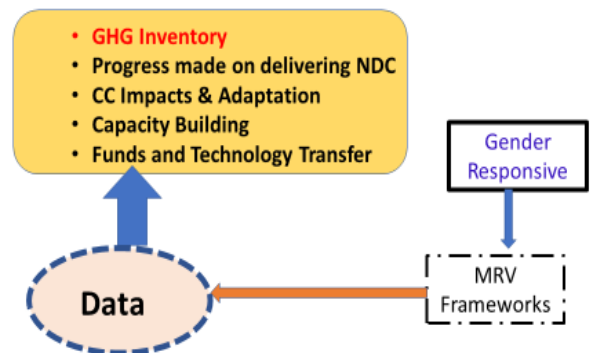 • GHG Inventory
• Progress made on delivering NDC
• CC Impacts & Adaptation
• Capacity Building
• Funds and Technology Transfer
Gender
Responsive
MRV
Frameworks
Data